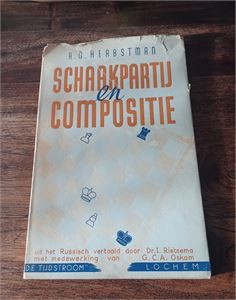 A.O. HERBSTMAN
SCHAAKPARTIJ
en
COMPOSITIE
uit het Russisch vertaald door Dr. I. Rietsema
met medewerking van G.C.A. Oskam
"DE TIJDSTROOM" LOCHEM